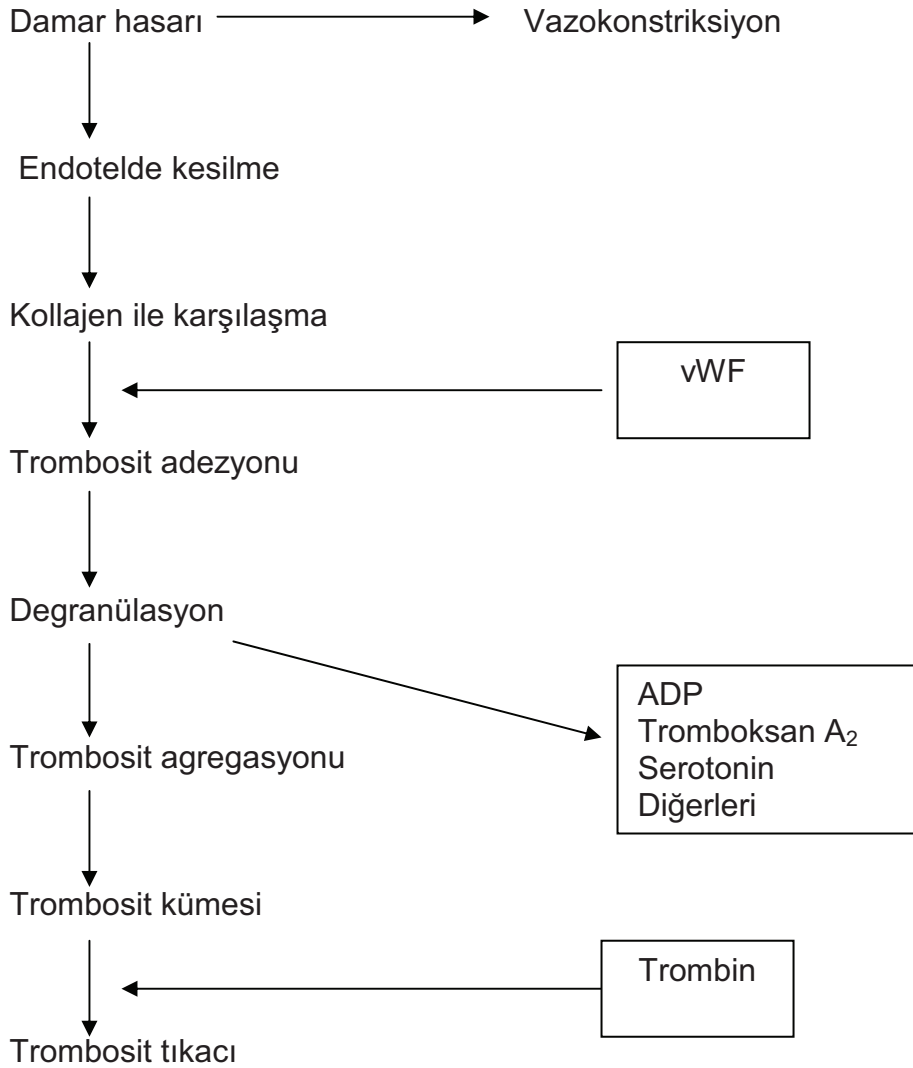 Damar hasarı
Vazokonstriksiyon
Endotelde kesilme
Kollajen ile karşılaşma
vWF
Trombosit adezyonu
Degranülasyon
ADP
Tromboksan A₂
Serotonin
Diğerleri
Trombosit agregasyonu
Trombosit kümesi
Trombin
Trombosit tıkacı